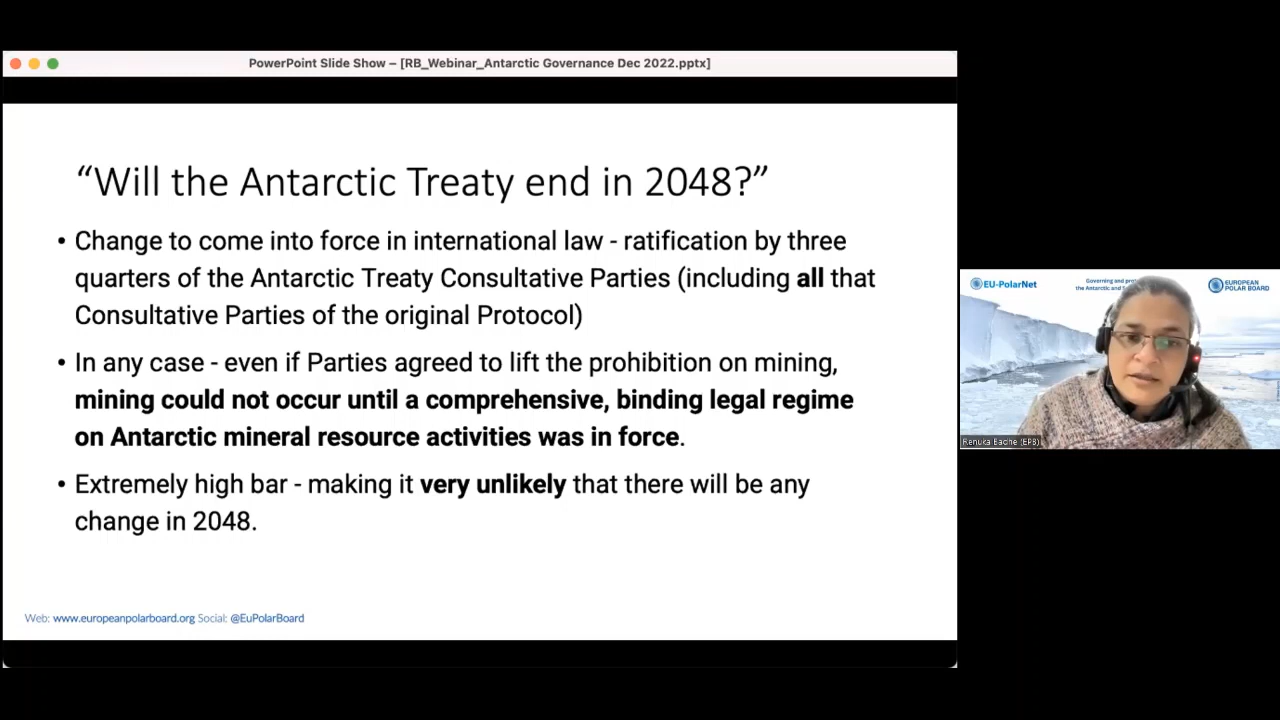 PowerPoint Slide Show – [RB_Webinar_Antarctic Governance Dec 2022.pptx]
“Will the Antarctic Treaty end in 2048?”
• Change to come into force in international law - ratification by three
quarters of the Antarctic Treaty Consultative Parties (including all that
Consultative Parties of the original Protocol)
• In any case - even if Parties agreed to lift the prohibition on mining,
mining could not occur until a comprehensive, binding legal regime
on Antarctic mineral resource activities was in force.
• Extremely high bar - making it very unlikely that there will be any
change in 2048.
Web: www.europeanpolarboard.org Social: @EuPolarBoard
EU-PolarNet
Governing and
the Antarctic and
EUROPEAN
POLAR BOARD
Renuka Badhe (EPB)